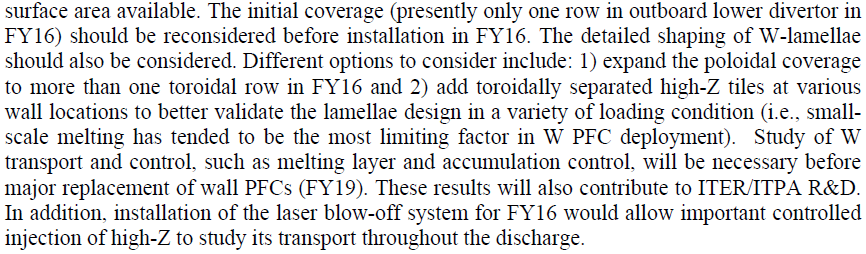 surface area available. The initial coverage (presently only one row in outboard lower divertor in
FY16) should be reconsidered before installation in FY16. The detailed shaping of W-lamellae
should also be considered. Different options to consider include: 1) expand the poloidal coverage
to more than one toroidal row in FY16 and 2) add toroidally separated high-Z tiles at various
wall locations to better validate the lamellae design in a variety of loading condition (i.e., small-
scale melting has tended to be the most limiting factor in W PFC deployment).  Study of W
transport and control, such as melting layer and accumulation control, will be necessary before
major replacement of wall PFCs (FY19). These results will also contribute to ITER/ITPA R&D.
In addition, installation of the laser blow-off system for FY16 would allow important controlled
injection of high-Z to study its transport throughout the discharge.